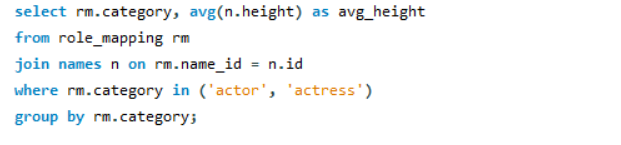 select rm.category, avg(n.height) as avg_height
from role_mapping rm
join names n on rm.name_id = n.id
where rm.category in ('actor', 'actress')
group by rm.category;